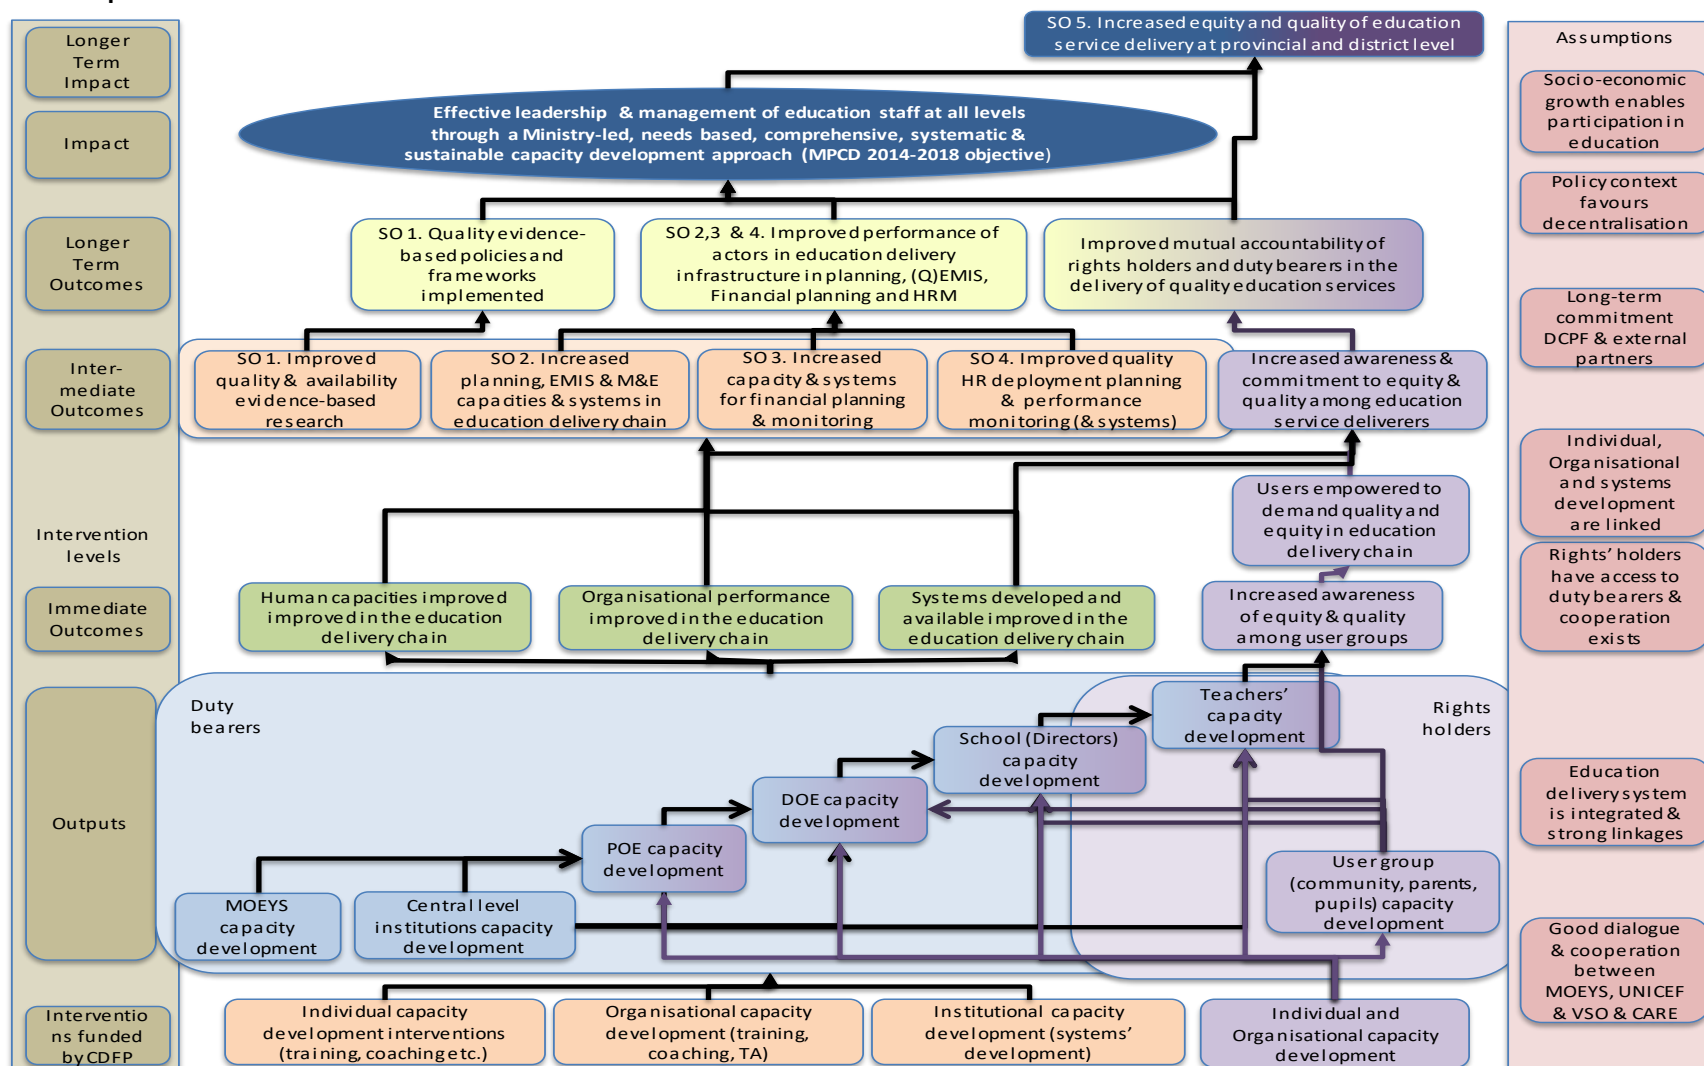 SO 5. Increased equity and quality of education
service delivery at provincial and district level
Longer
Term
Impact
Assumptions
Socio-economic
growth enables
participation in
education
Effective leadership & management of education staff at all levels
through a Ministry-led, needs based, comprehensive, systematic &
sustainable capacity development approach (MPCD 2014-2018 objective)
Impact
Policy context
favours
decentralisation
Longer
Term
Outcomes
SO 1. Quality evidence-
based policies and
frameworks
implemented
SO 2,3 & 4. Improved performance of
actors in education delivery
infrastructure in planning, (Q)EMIS,
Financial planning and HRM
Improved mutual accountability of
rights holders and duty bearers in the
delivery of quality education services
Long-term
commitment
DCPF & external
partners
Inter-
mediate
Outcomes
SO 1. Improved
quality & availability
evidence-based
research
SO 2. Increased
planning, EMIS & M&E
capacities & systems in
education delivery chain
SO 3. Increased
capacity & systems
for financial planning
& monitoring
SO 4. Improved quality
HR deployment planning
& performance
monitoring (& systems)
Increased awareness &
commitment to equity &
quality among education
service deliverers
Individual,
Organisational
and systems
development
are linked
Users empowered to
demand quality and
equity in education
delivery chain
Intervention
levels
Rights' holders
have access to
duty bearers &
cooperation
exists
Immediate
Outcomes
Human capacities improved
improved in the education
delivery chain
Organisational performance
improved in the education
delivery chain
Systems developed and
available improved in the
education delivery chain
Increased awareness
of equity & quality
among user groups
Duty
bearers
Rights
holders
Teachers'
capacity
development
School (Directors)
capacity
development
DOE capacity
development
POE capacity
development
Outputs
Education
delivery system
is integrated &
strong linkages
User group
(community, parents,
pupils) capacity
development
MOEYS
capacity
development
Central level
institutions capacity
development
Good dialogue
& cooperation
between
MOEYS, UNICEF
& VSO & CARE
Interventio
ns funded
by CDFP
Individual capacity
development interventions
(training, coaching etc.)
Organisational capacity
development (training,
coaching, TA)
Institutional capacity
development (systems'
development)
Individual and
Organisational capacity
development